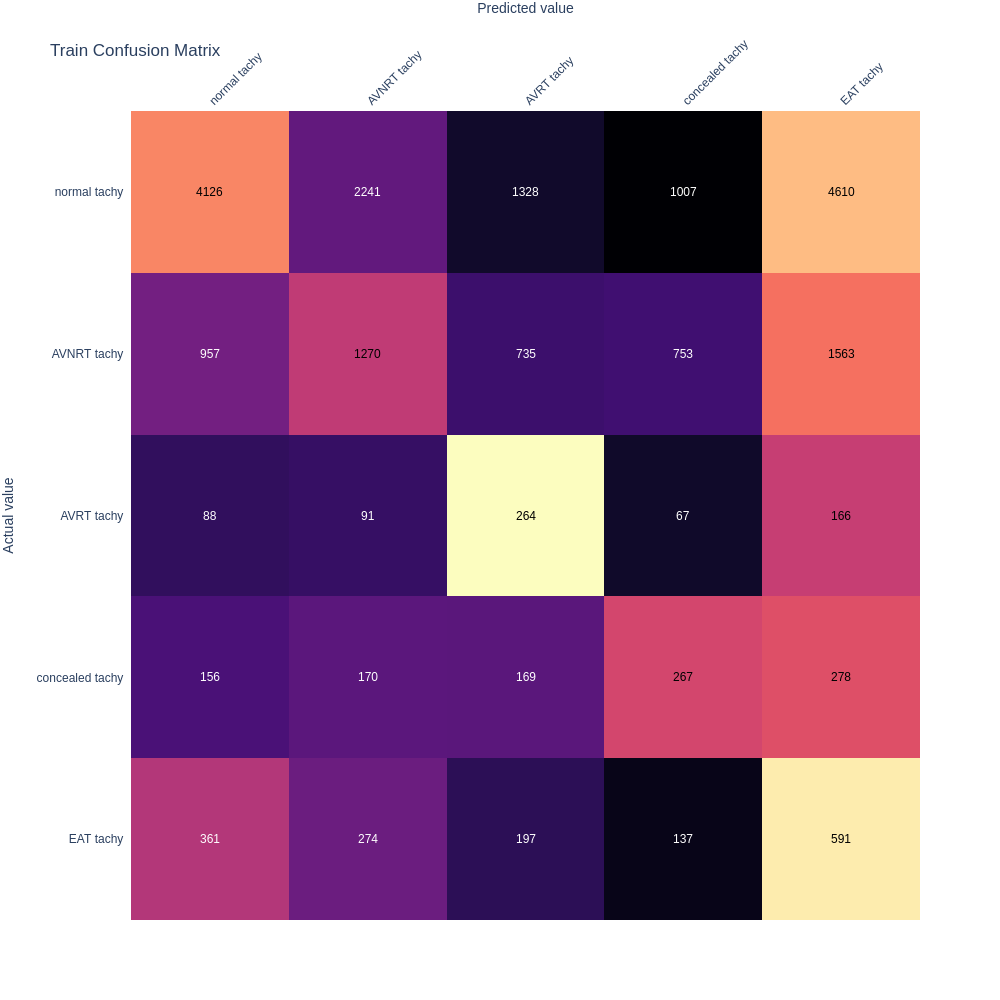 Predicted value
Train Confusion Matrix
normal tachy
AVNRT tachy
AVRT tachy
concealed tachy
EAT tachy
Actual value
normal tachy 4126 2241 1328 1007 4610
AVNRT tachy 957 1270 735 753 1563
AVRT tachy 88 91 264 67 166
concealed tachy 156 170 169 267 278
EAT tachy 361 274 197 137 591